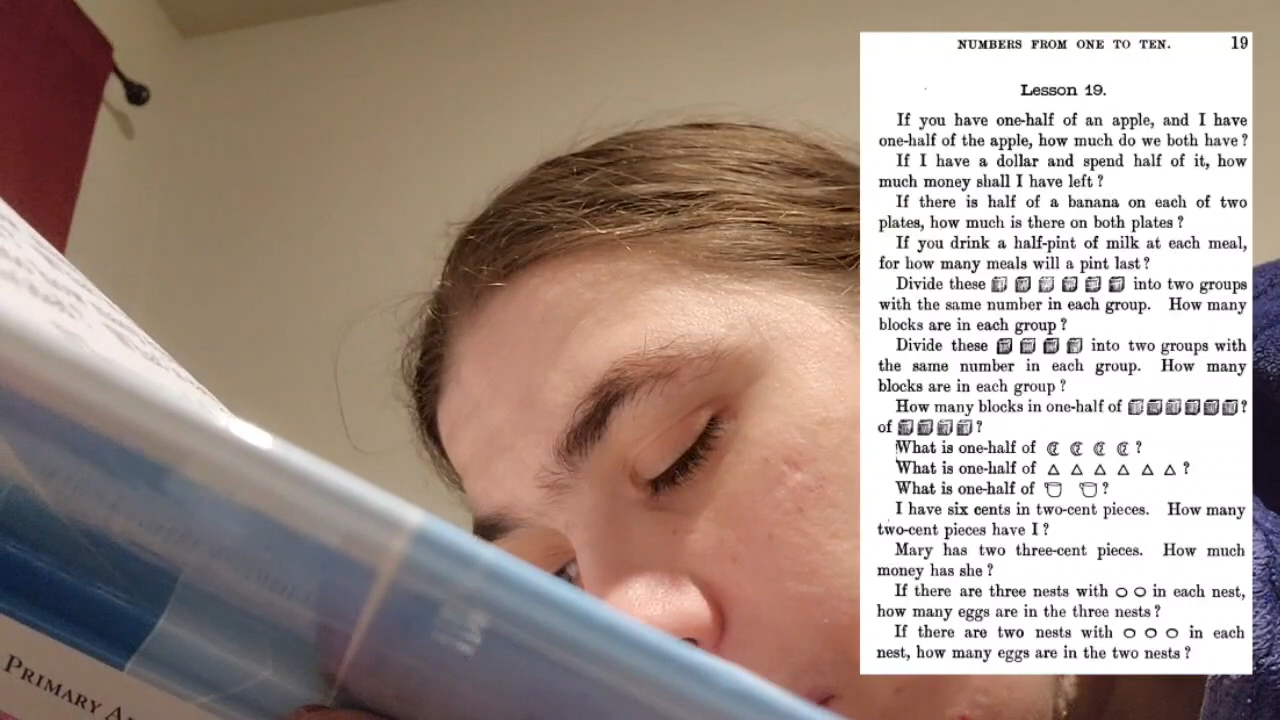 NUMBERS FROM ONE TO TEN. 19
Lesson 19.
If you have one-half of an apple, and I have
one-half of the apple, how much do we both have?
If I have a dollar and spend half of it, how
much money shall I have left?
If there is half of a banana on each of two
plates, how much is there on both plates?
If you drink a half-pint of milk at each meal,
for how many meals will a pint last?
Divide these into two groups
with the same number in each group. How many
blocks are in each group?
Divide these into two groups with
the same number in each group. How many
blocks are in each group?
How many blocks in one-half of ?
of ?
What is one-half of ?
What is one-half of ?
What is one-half of ?
I have six cents in two-cent pieces. How many
two-cent pieces have I?
Mary has two three-cent pieces. How much
money has she?
If there are three nests with in each nest,
how many eggs are in the three nests?
If there are two nests with in each
nest, how many eggs are in the two nests?
PRIMARY